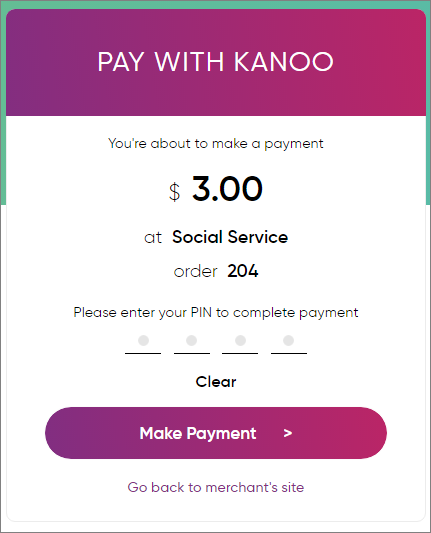 PAY WITH KANOO
You're about to make a payment
$ 3.00
at Social Service
order 204
Please enter your PIN to complete payment
Clear
Make Payment >
Go back to merchant's site